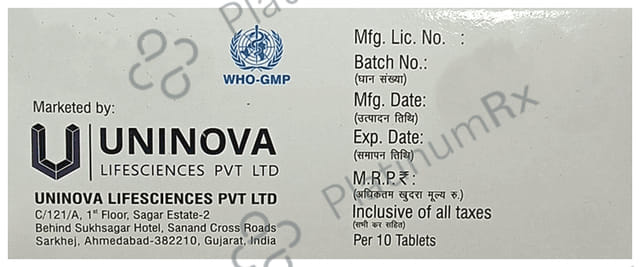 WHO-GMP
Marketed by:
UNINOVA
LIFESCIENCES PVT LTD
UNINOVA LIFESCIENCES PVT LTD
C/121/A, 1st Floor, Sagar Estate-2
Behind Sukhsagar Hotel, Sanand Cross Roads
Sarkhej, Ahmedabad-382210, Gujarat, India
Mfg. Lic. No. :
Batch No.:
(घान संख्या)
Mfg. Date:
(उत्पादन तिथि)
Exp. Date:
(समापन तिथि)
M.R.P.₹:
(अधिकतम खुदरा मूल्य रु.)
Inclusive of all taxes
(सभी कर सहित)
Per 10 Tablets
PlatinumRx